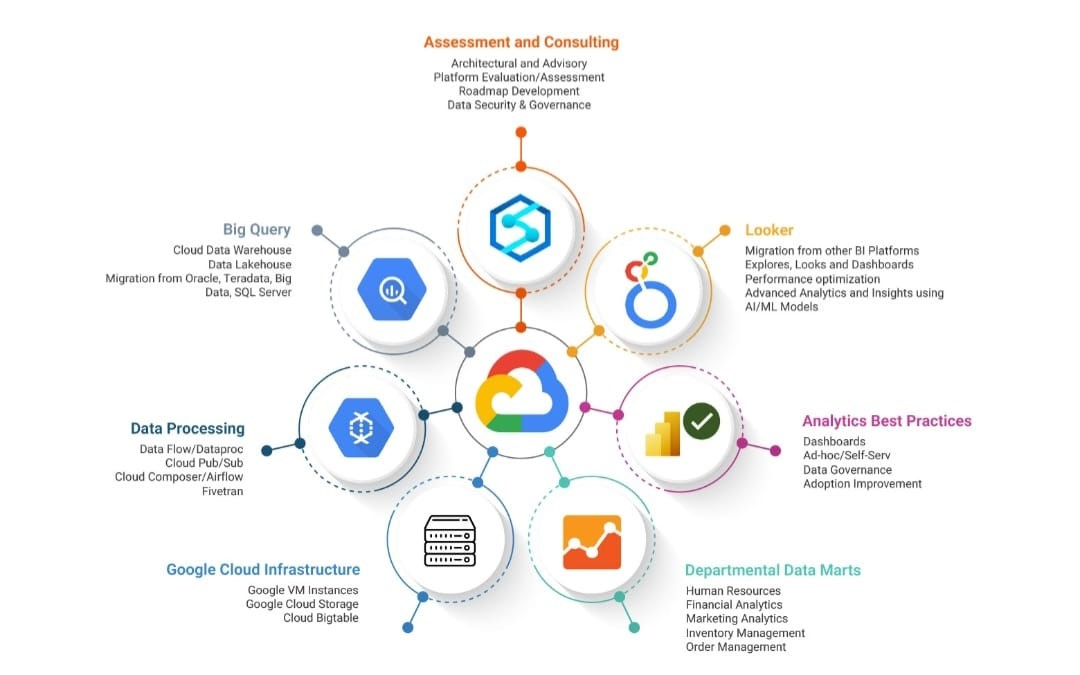 Assessment and Consulting
Architectural and Advisory
Platform Evaluation/Assessment
Roadmap Development
Data Security & Governance
Big Query
Cloud Data Warehouse
Data Lakehouse
Migration from Oracle, Teradata, Big
Data, SQL Server
Looker
Migration from other BI Platforms
Explores, Looks and Dashboards
Performance optimization
Advanced Analytics and Insights using
AI/ML Models
Data Processing
Data Flow/Dataproc
Cloud Pub/Sub
Cloud Composer/Airflow
Fivetran
Analytics Best Practices
Dashboards
Ad-hoc/Self-Serv
Data Governance
Adoption Improvement
Google Cloud Infrastructure
Google VM Instances
Google Cloud Storage
Cloud Bigtable
Departmental Data Marts
Human Resources
Financial Analytics
Marketing Analytics
Inventory Management
Order Management